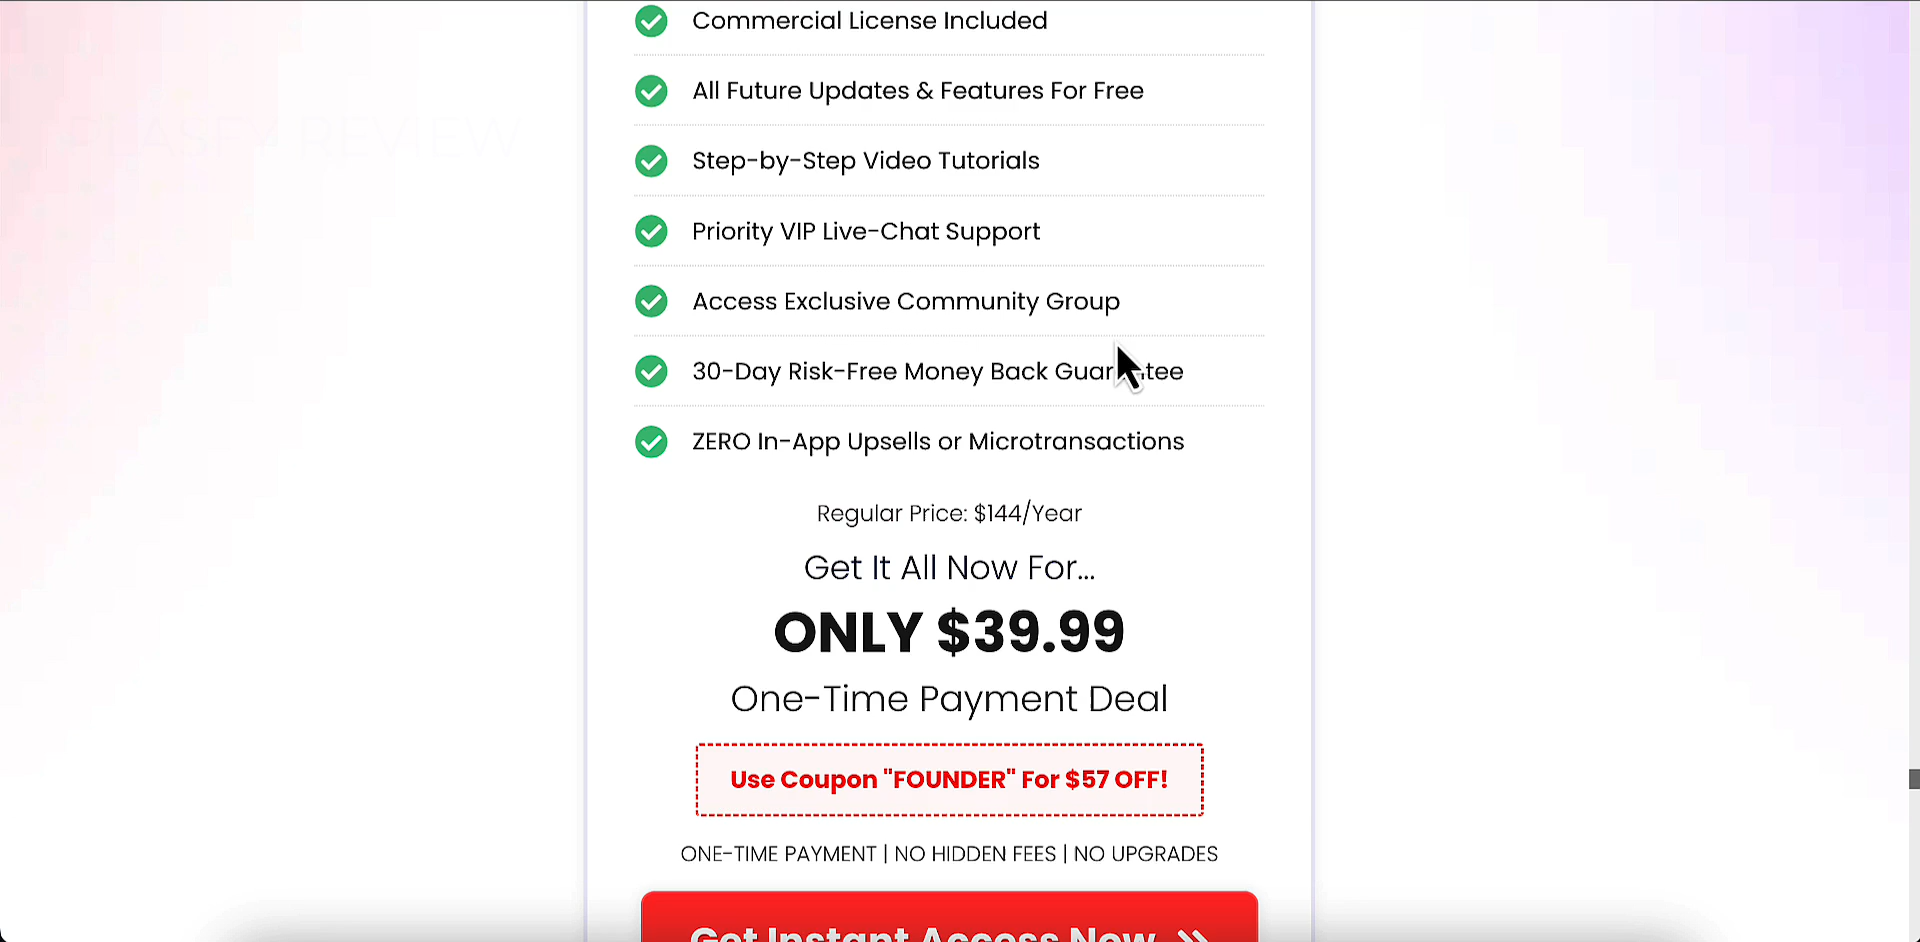 Commercial License Included
All Future Updates & Features For Free
PLASFY REVIEW
Step-by-Step Video Tutorials
Priority VIP Live-Chat Support
Access Exclusive Community Group
30-Day Risk-Free Money Back Guarantee
ZERO In-App Upsells or Microtransactions
Regular Price: $144/Year
Get It All Now For...
ONLY $39.99
One-Time Payment Deal
Use Coupon "FOUNDER" For $57 OFF!
ONE-TIME PAYMENT | NO HIDDEN FEES | NO UPGRADES
Get Instant Access Now »